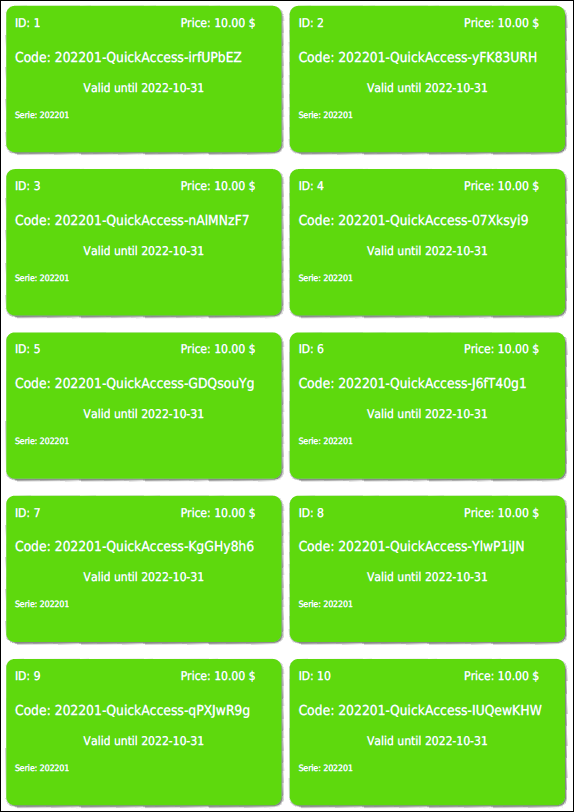 ID: 1 Price: 10.00 $
Code: 202201-QuickAccess-irfUPbEZ
Valid until 2022-10-31
Serie: 202201
ID: 2 Price: 10.00 $
Code: 202201-QuickAccess-yFK83URH
Valid until 2022-10-31
Serie: 202201
ID: 3 Price: 10.00 $
Code: 202201-QuickAccess-nAlMNzF7
Valid until 2022-10-31
Serie: 202201
ID: 4 Price: 10.00 $
Code: 202201-QuickAccess-07Xksyi9
Valid until 2022-10-31
Serie: 202201
ID: 5 Price: 10.00 $
Code: 202201-QuickAccess-GDQsouYg
Valid until 2022-10-31
Serie: 202201
ID: 6 Price: 10.00 $
Code: 202201-QuickAccess-J6fT40g1
Valid until 2022-10-31
Serie: 202201
ID: 7 Price: 10.00 $
Code: 202201-QuickAccess-KgGHy8h6
Valid until 2022-10-31
Serie: 202201
ID: 8 Price: 10.00 $
Code: 202201-QuickAccess-YlwP1iJN
Valid until 2022-10-31
Serie: 202201
ID: 9 Price: 10.00 $
Code: 202201-QuickAccess-qPXJwR9g
Valid until 2022-10-31
Serie: 202201
ID: 10 Price: 10.00 $
Code: 202201-QuickAccess-IUQewKHW
Valid until 2022-10-31
Serie: 202201